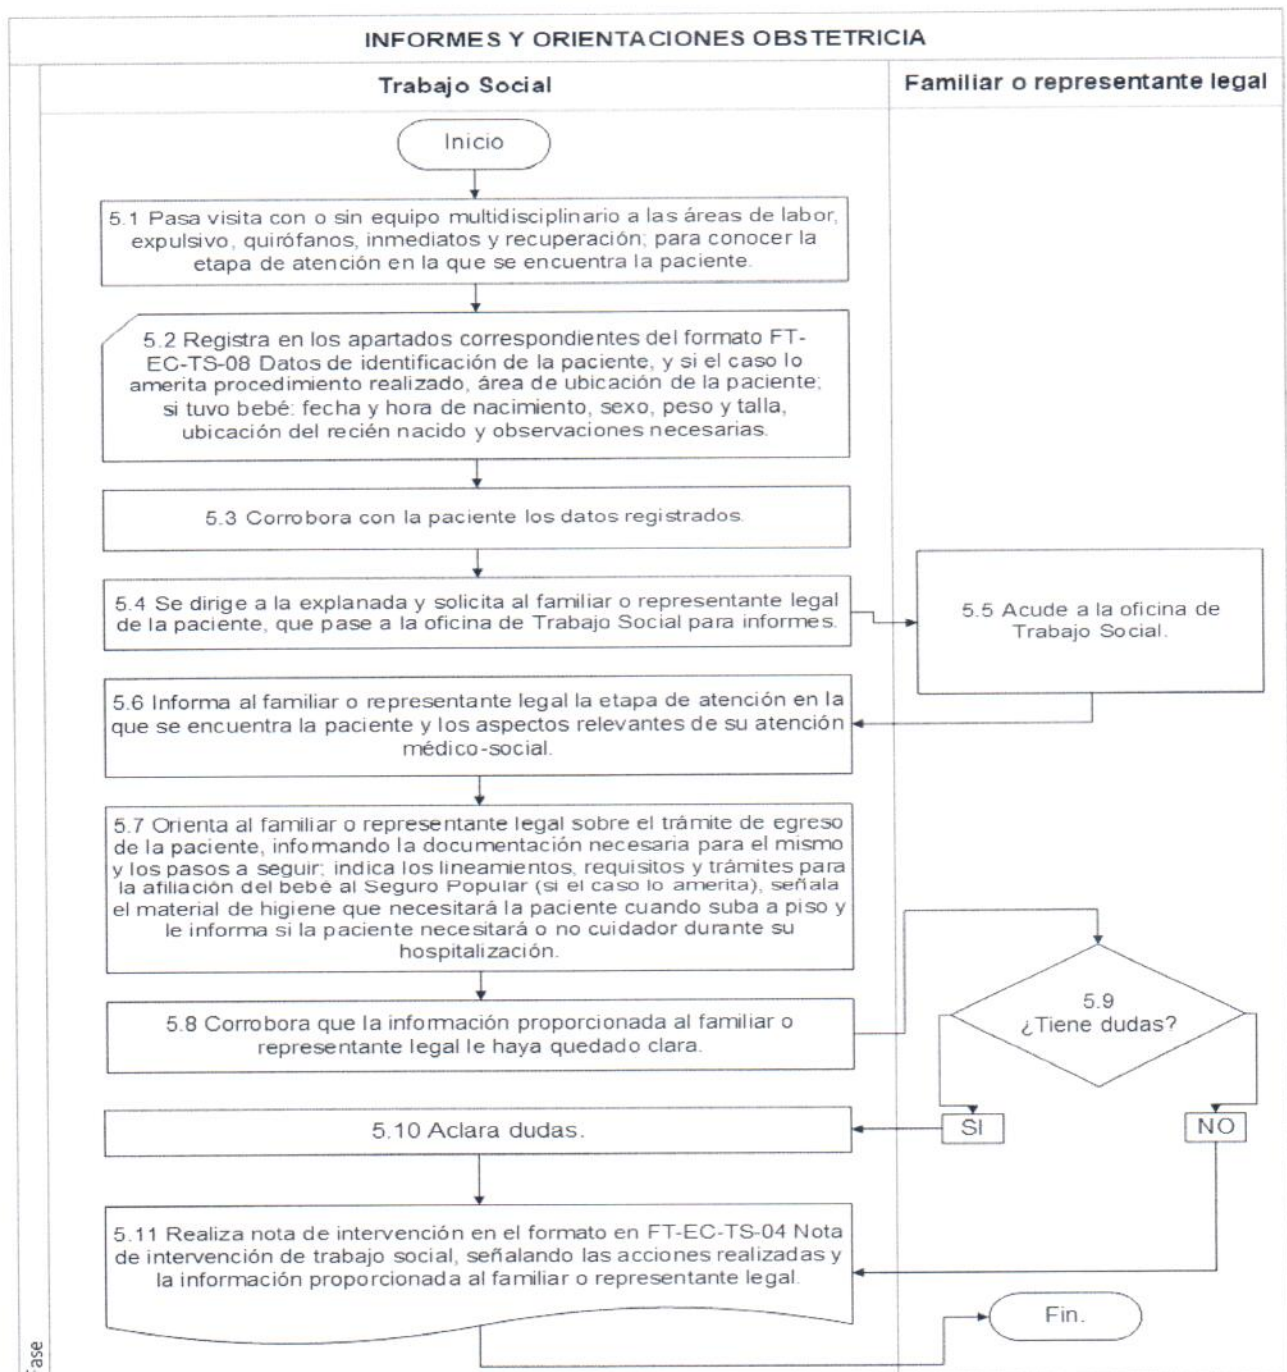 INFORMES Y ORIENTACIONES OBSTETRICIA
Trabajo Social
Familiar o representante legal
Inicio
5.1 Pasa visita con o sin equipo multidisciplinario a las áreas de labor,
expulsivo, quirófanos, inmediatos y recuperación; para conocer la
etapa de atención en la que se encuentra la paciente.
5.2 Registra en los apartados correspondientes del formato FT-
EC-TS-08 Datos de identificación de la paciente, y si el caso lo
amerita procedimiento realizado, área de ubicación de la paciente;
si tuvo bebé: fecha y hora de nacimiento, sexo, peso y talla,
ubicación del recién nacido y observaciones necesarias.
5.3 Corrobora con la paciente los datos registrados.
5.4 Se dirige a la explanada y solicita al familiar o representante legal
de la paciente, que pase a la oficina de Trabajo Social para informes.
5.5 Acude a la oficina de
Trabajo Social.
5.6 Informa al familiar o representante legal la etapa de atención en la
que se encuentra la paciente y los aspectos relevantes de su atención
médico-social.
5.7 Orienta al familiar o representante legal sobre el trámite de egreso
de la paciente, informando la documentación necesaria para el mismo
y los pasos a seguir; indica los lineamientos, requisitos y trámites para
la afiliación del bebé al Seguro Popular (si el caso lo amerita), señala
el material de higiene que necesitará la paciente cuando suba a piso y
le informa si la paciente necesitará o no cuidador durante su
hospitalización.
5.8 Corrobora que la información proporcionada al familiar o
representante legal le haya quedado clara.
5.9
¿Tiene dudas?
SI
NO
5.10 Aclara dudas.
5.11 Realiza nota de intervención en el formato en FT-EC-TS-04 Nota
de intervención de trabajo social, señalando las acciones realizadas y
la información proporcionada al familiar o representante legal.
Fin.
Fase